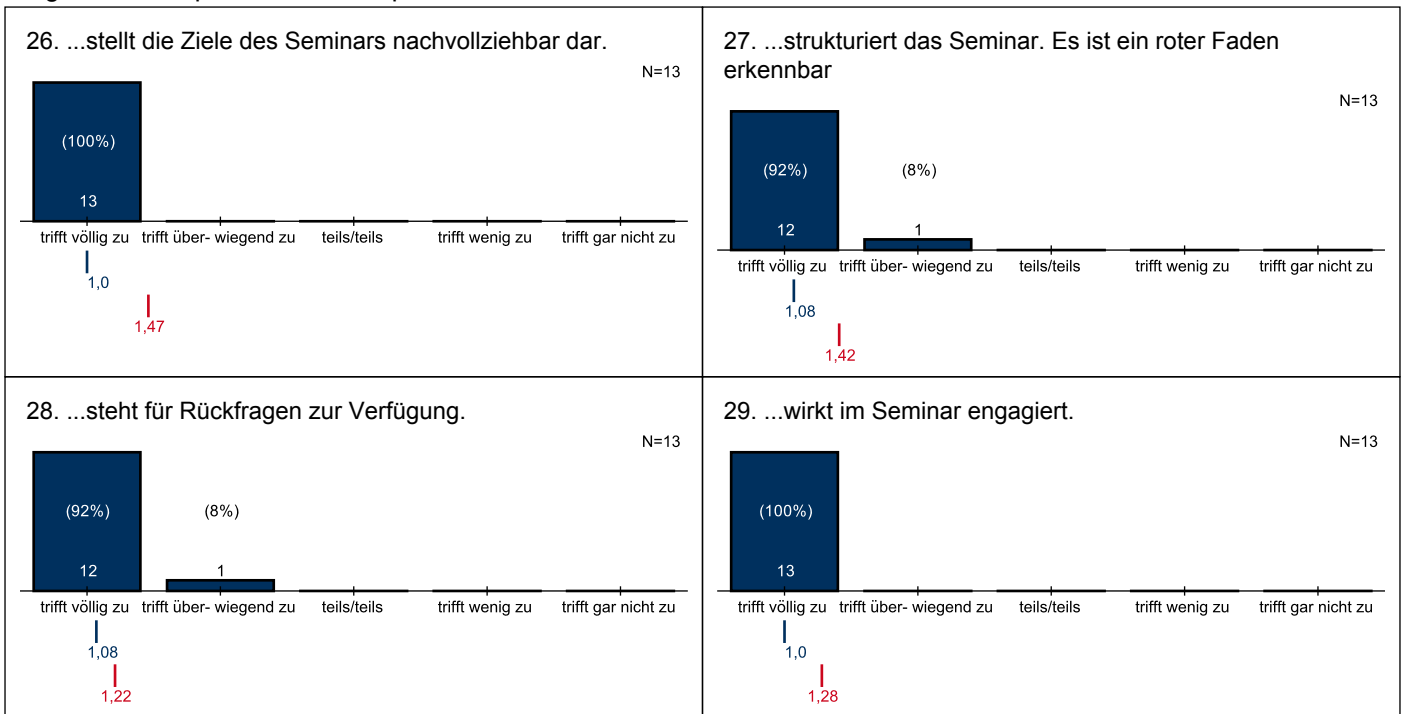 26. ...stellt die Ziele des Seminars nachvollziehbar dar.
N=13
(100%)
13
trifft völlig zu trifft über- wiegend zu teils/teils trifft wenig zu trifft gar nicht zu
1,0
1,47
27. ...strukturiert das Seminar. Es ist ein roter Faden
erkennbar
N=13
(92%) (8%)
12 1
trifft völlig zu trifft über- wiegend zu teils/teils trifft wenig zu trifft gar nicht zu
1,08
1,42
28. ...steht für Rückfragen zur Verfügung.
N=13
(92%) (8%)
12 1
trifft völlig zu trifft über- wiegend zu teils/teils trifft wenig zu trifft gar nicht zu
1,08
1,22
29. ...wirkt im Seminar engagiert.
N=13
(100%)
13
trifft völlig zu trifft über- wiegend zu teils/teils trifft wenig zu trifft gar nicht zu
1,0
1,28